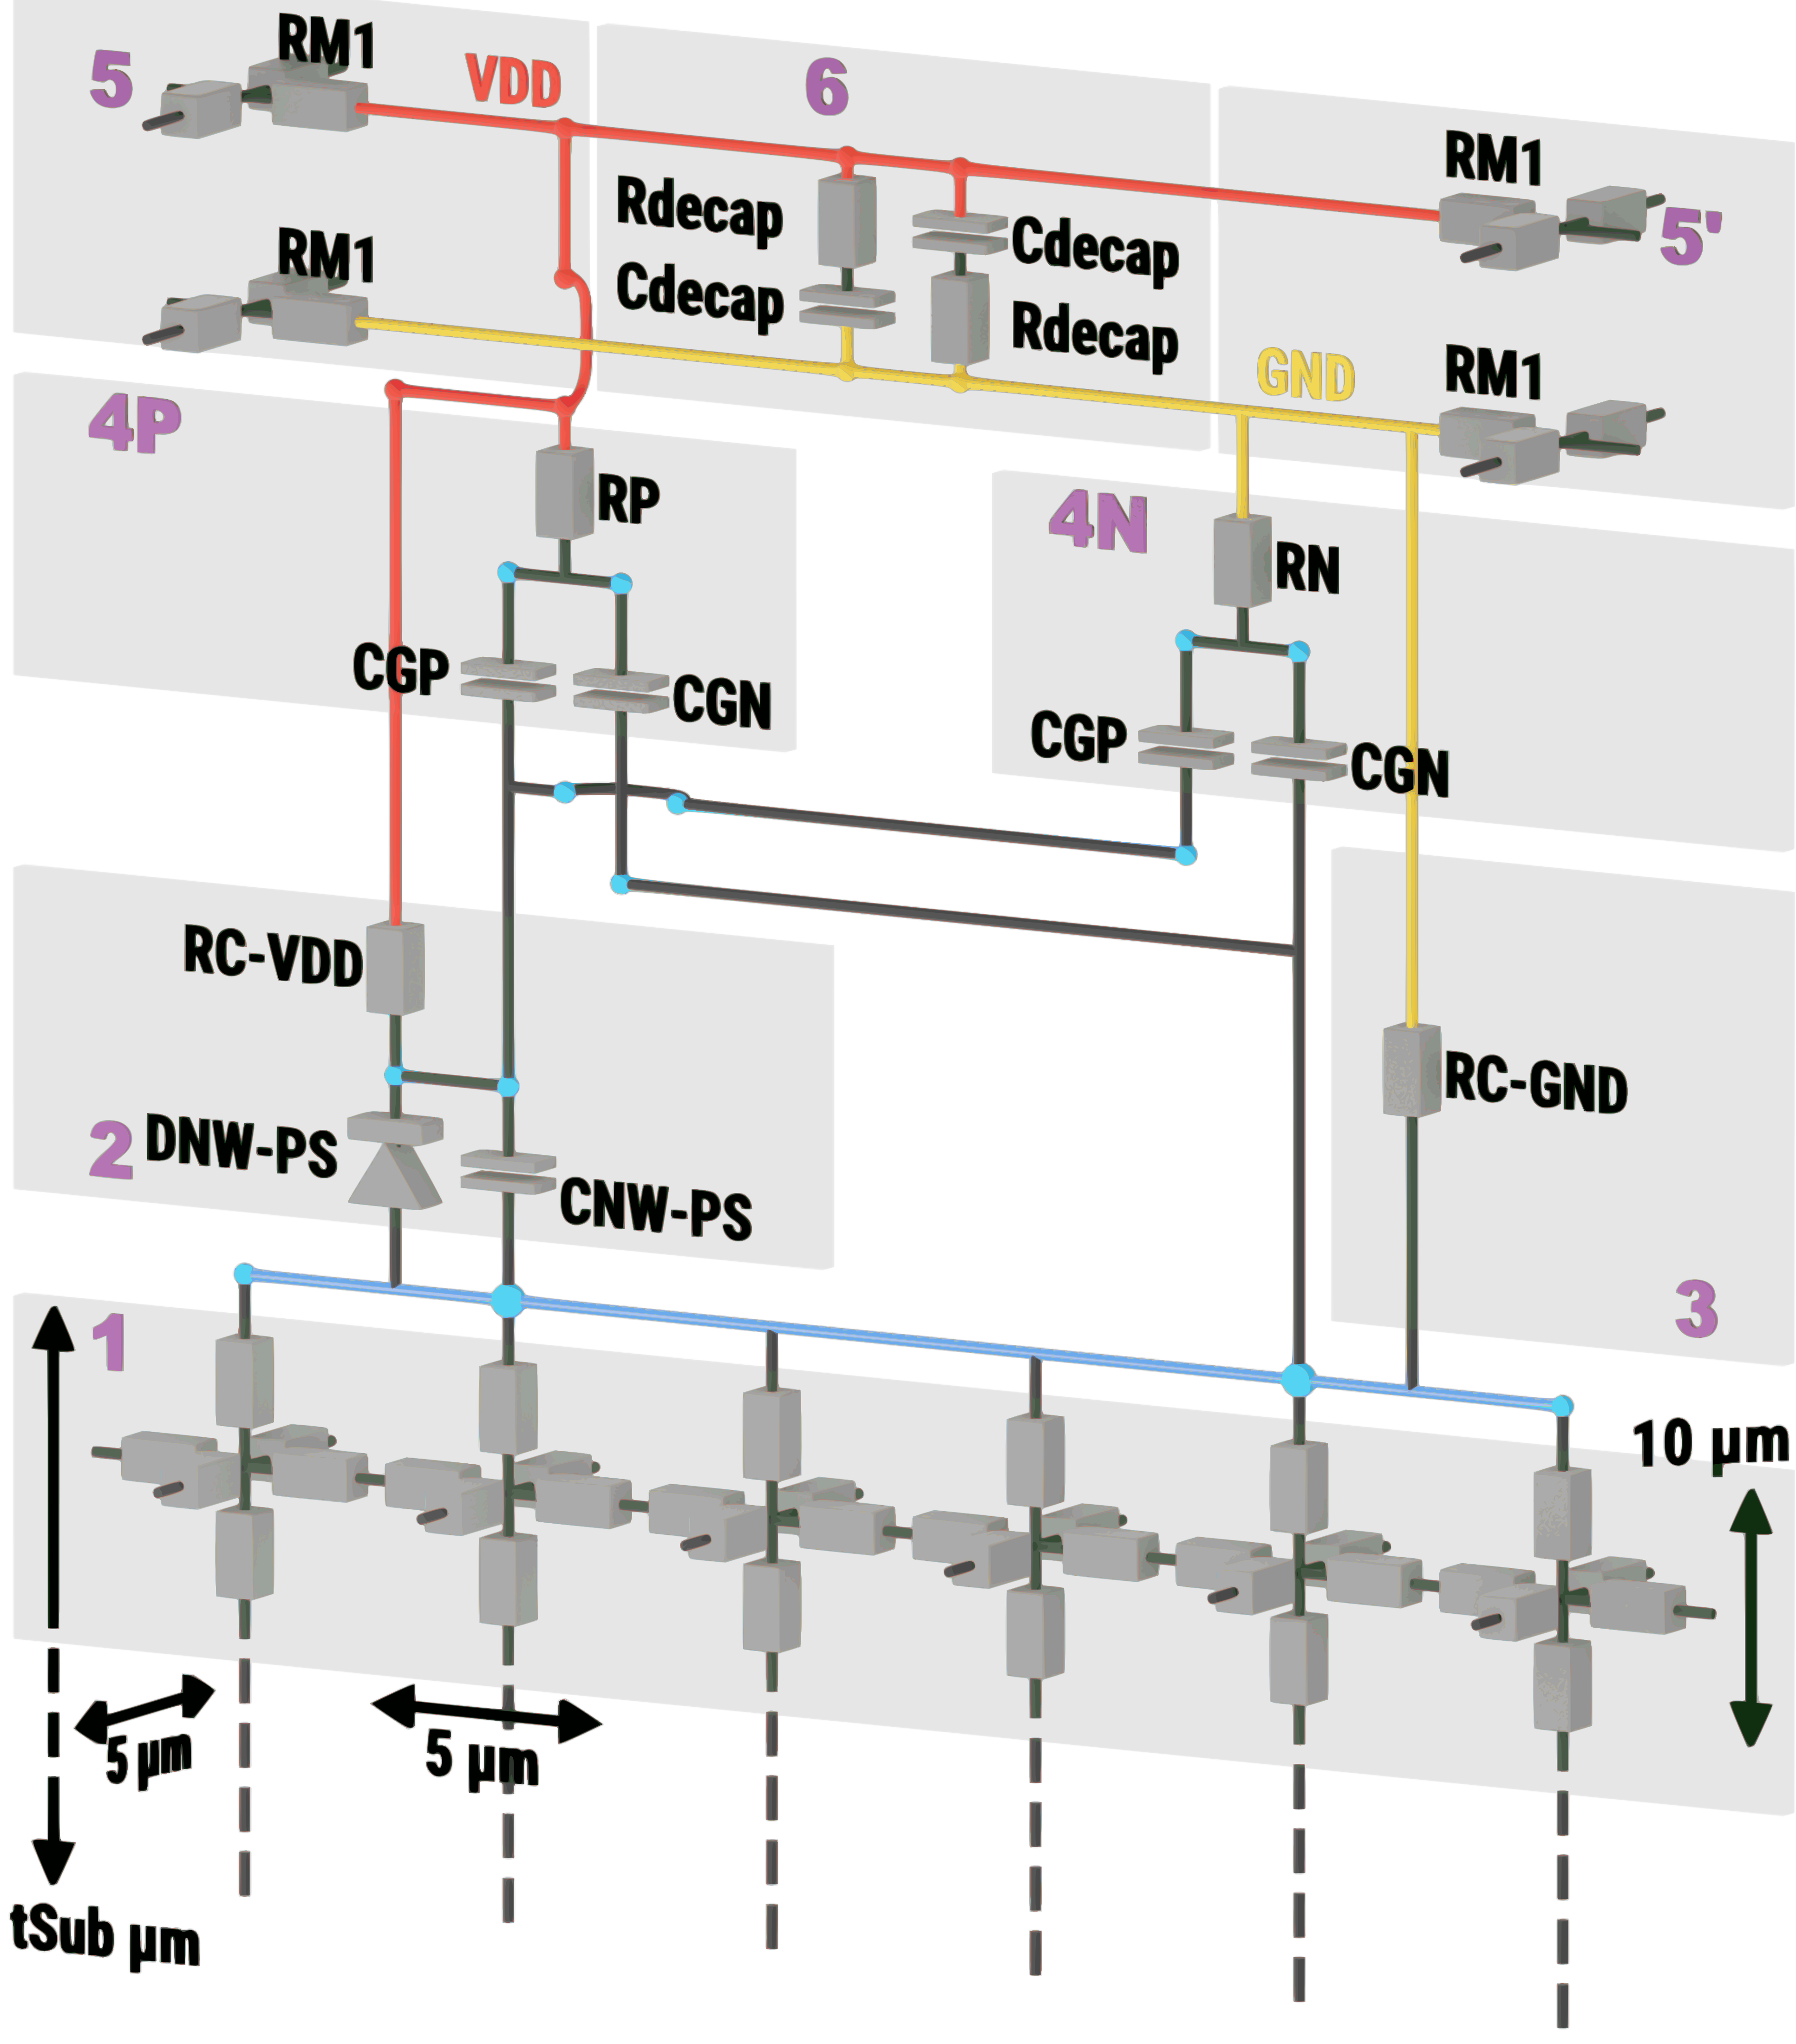 RM1
5
VDD
6
RM1
Rdecap
Cdecap
5'
RM1
Cdecap
Rdecap
GND
RM1
4P
RP
4N
RN
CGP
CGN
CGP
CGN
RC-VDD
RC-GND
2
DNW-PS
CNW-PS
3
1
10 µm
5 µm
5 µm
tSub µm